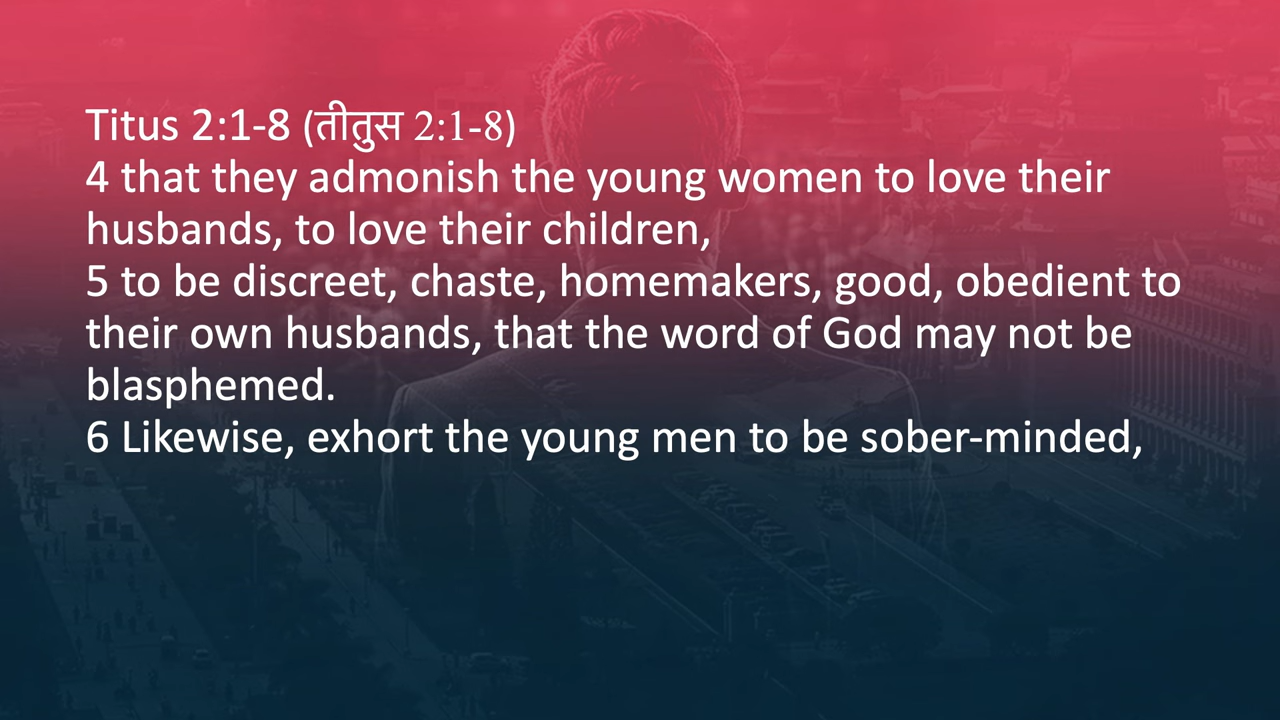 Titus 2:1-8 (तीतुस 2:1-8)
4 that they admonish the young women to love their
husbands, to love their children,
5 to be discreet, chaste, homemakers, good, obedient to
their own husbands, that the word of God may not be
blasphemed.
6 Likewise, exhort the young men to be sober-minded,